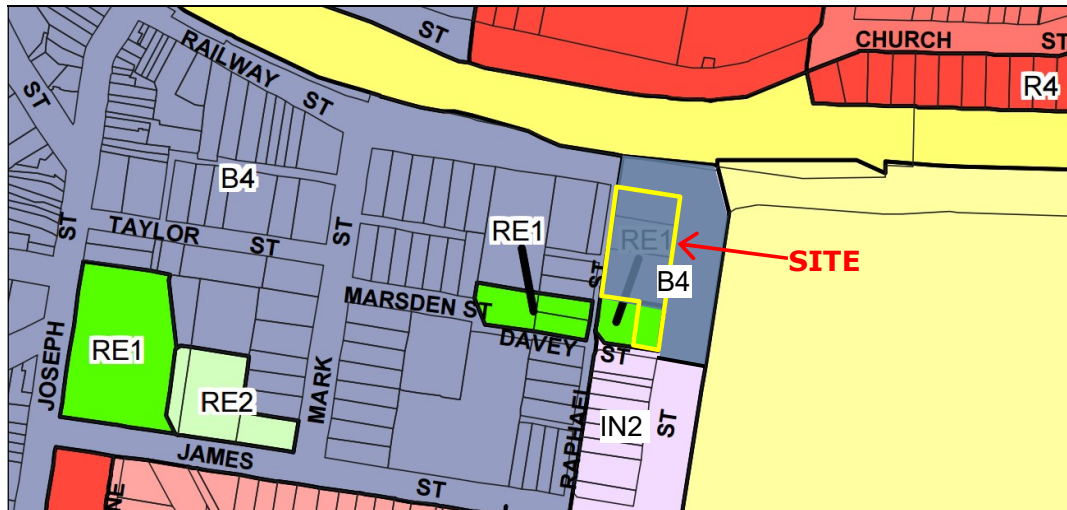 RAILWAY ST
ST
CHURCH ST
R4
B4
ST
ST
TAYLOR ST
ST
RE1
RE1
ST
B4
SITE
MARSDEN ST
DAVEY ST
RE1
RE2
JOSEPH
MARK
RAPHAEL
IN2
ST
JAMES ST
NE